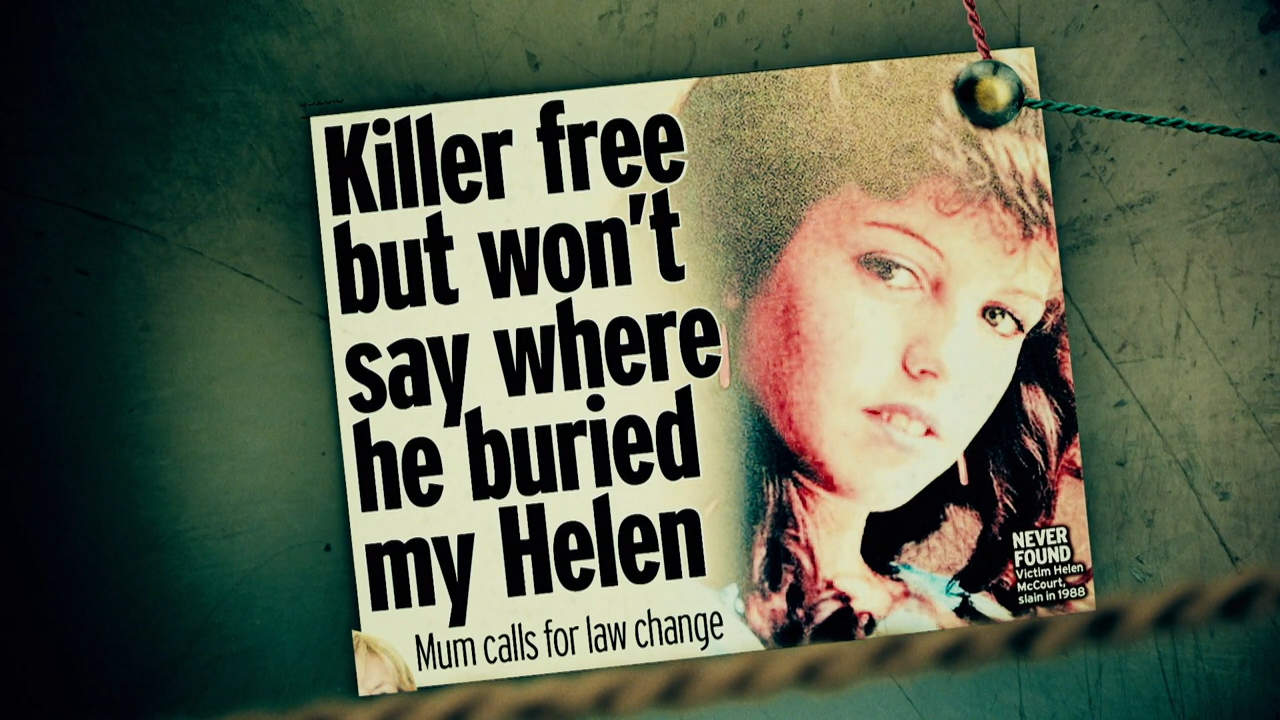 Killer free
but won't
say where
he buried
my Helen
Mum calls for law change
NEVER
FOUND
Victim Helen
McCourt,
slain in 1988